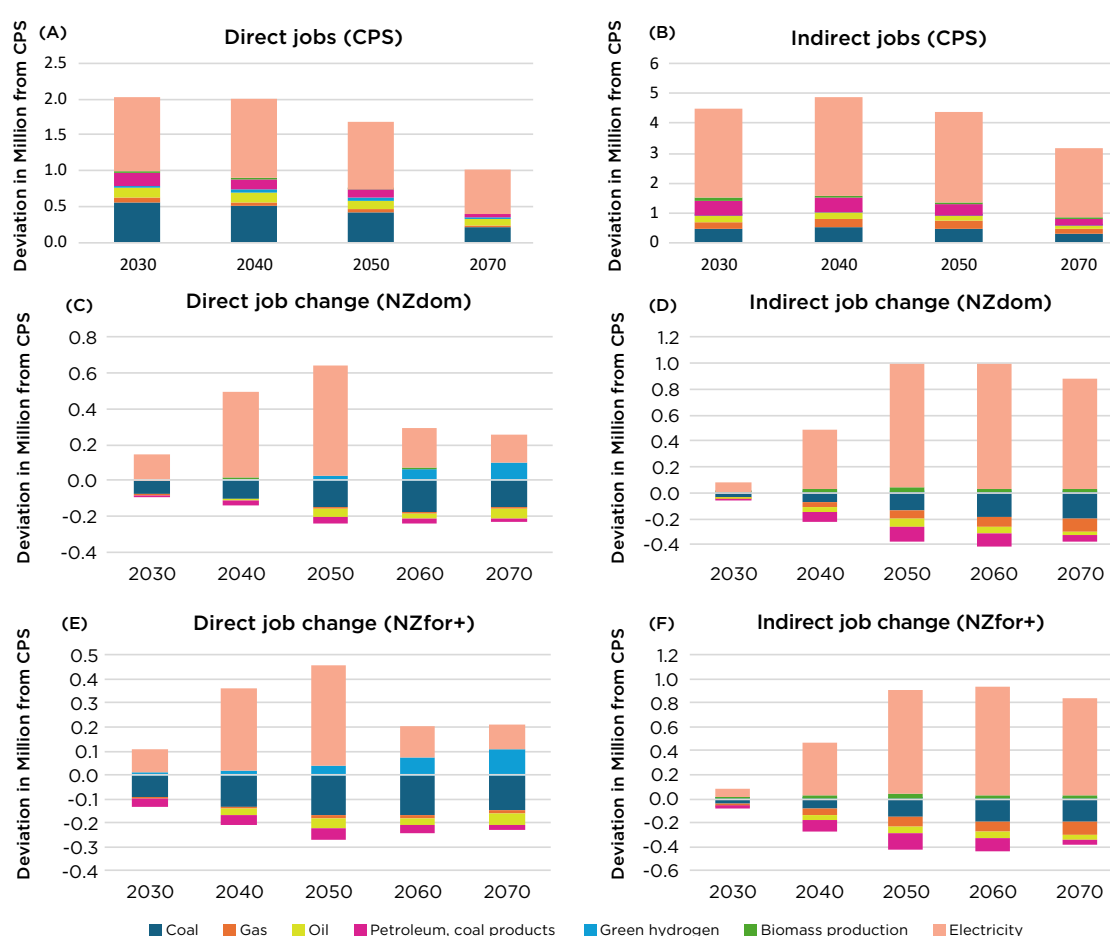 (A)
Direct jobs (CPS)
Deviation in Million from CPS
2.5
2.0
1.5
1.0
0.5
0.0
2030 2040 2050 2070
(B)
Indirect jobs (CPS)
Deviation in Million from CPS
6
5
4
3
2
1
0
2030 2040 2050 2070
(C)
Direct job change (NZdom)
Deviation in Million from CPS
0.8
0.6
0.4
0.2
0.0
-0.2
-0.4
2030 2040 2050 2060 2070
(D)
Indirect job change (NZdom)
Deviation in Million from CPS
1.2
1.0
0.8
0.6
0.4
0.2
0.0
-0.2
-0.4
2030 2040 2050 2060 2070
(E)
Direct job change (NZfor+)
Deviation in Million from CPS
0.5
0.4
0.3
0.2
0.1
0.0
-0.1
-0.2
-0.3
-0.4
2030 2040 2050 2060 2070
(F)
Indirect job change (NZfor+)
Deviation in Million from CPS
1.2
1.0
0.8
0.6
0.4
0.2
0.0
-0.2
-0.4
-0.6
2030 2040 2050 2060 2070
Coal Gas Oil Petroleum, coal products Green hydrogen Biomass production Electricity